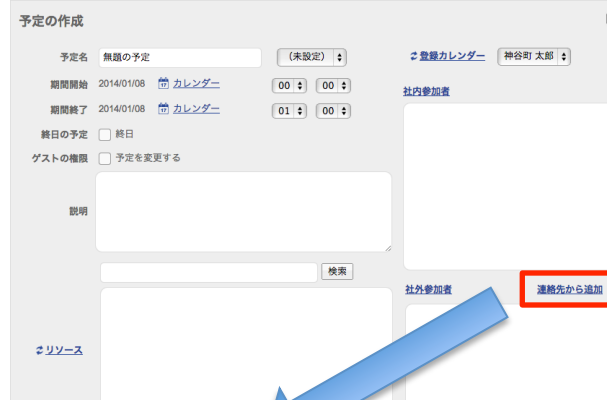 予定の作成
予定名 無題の予定 (未設定) 登録カレンダー 神谷町 太郎
期間開始 2014/01/08 17 カレンダー 00 00 社内参加者
期間終了 2014/01/08 17 カレンダー 01 00
終日の予定 終日
ゲストの権限 予定を変更する
説明
検索
社外参加者 連絡先から追加
リソース